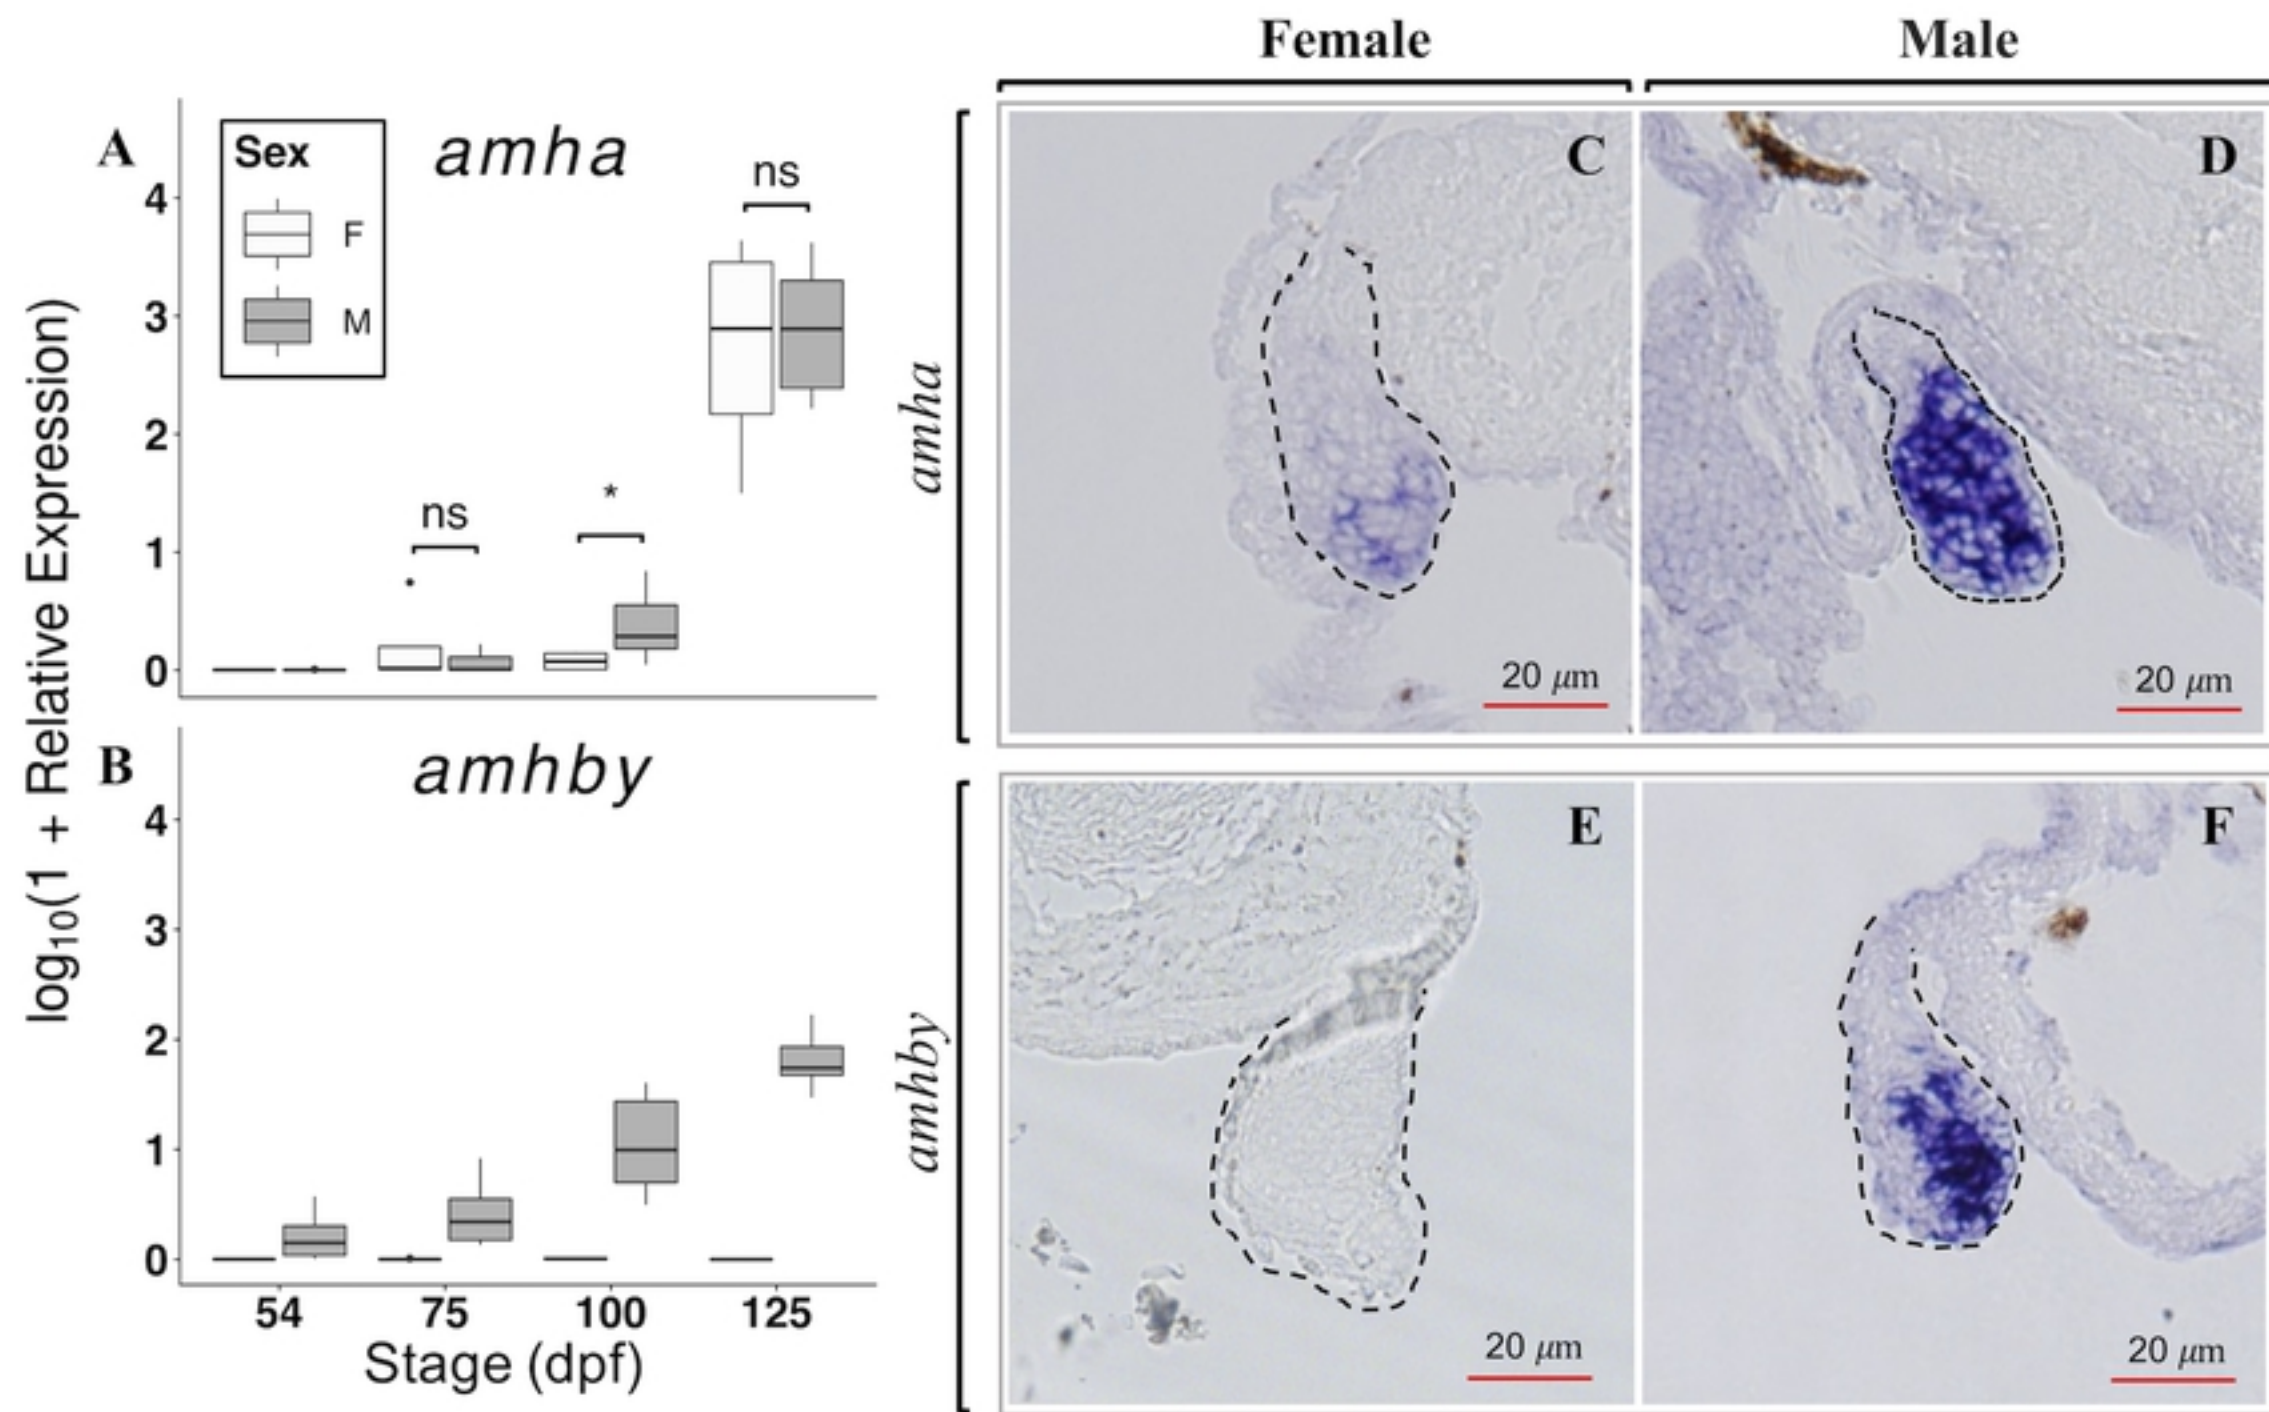 Female Male
A
Sex
F
M
amha
ns
ns
*
4
3
2
1
0
B
amhby
4
3
2
1
0
54 75 100 125
Stage (dpf)
log10(1 + Relative Expression)
amha
C
20 μm
D
20 μm
amhby
E
20 μm
F
20 μm